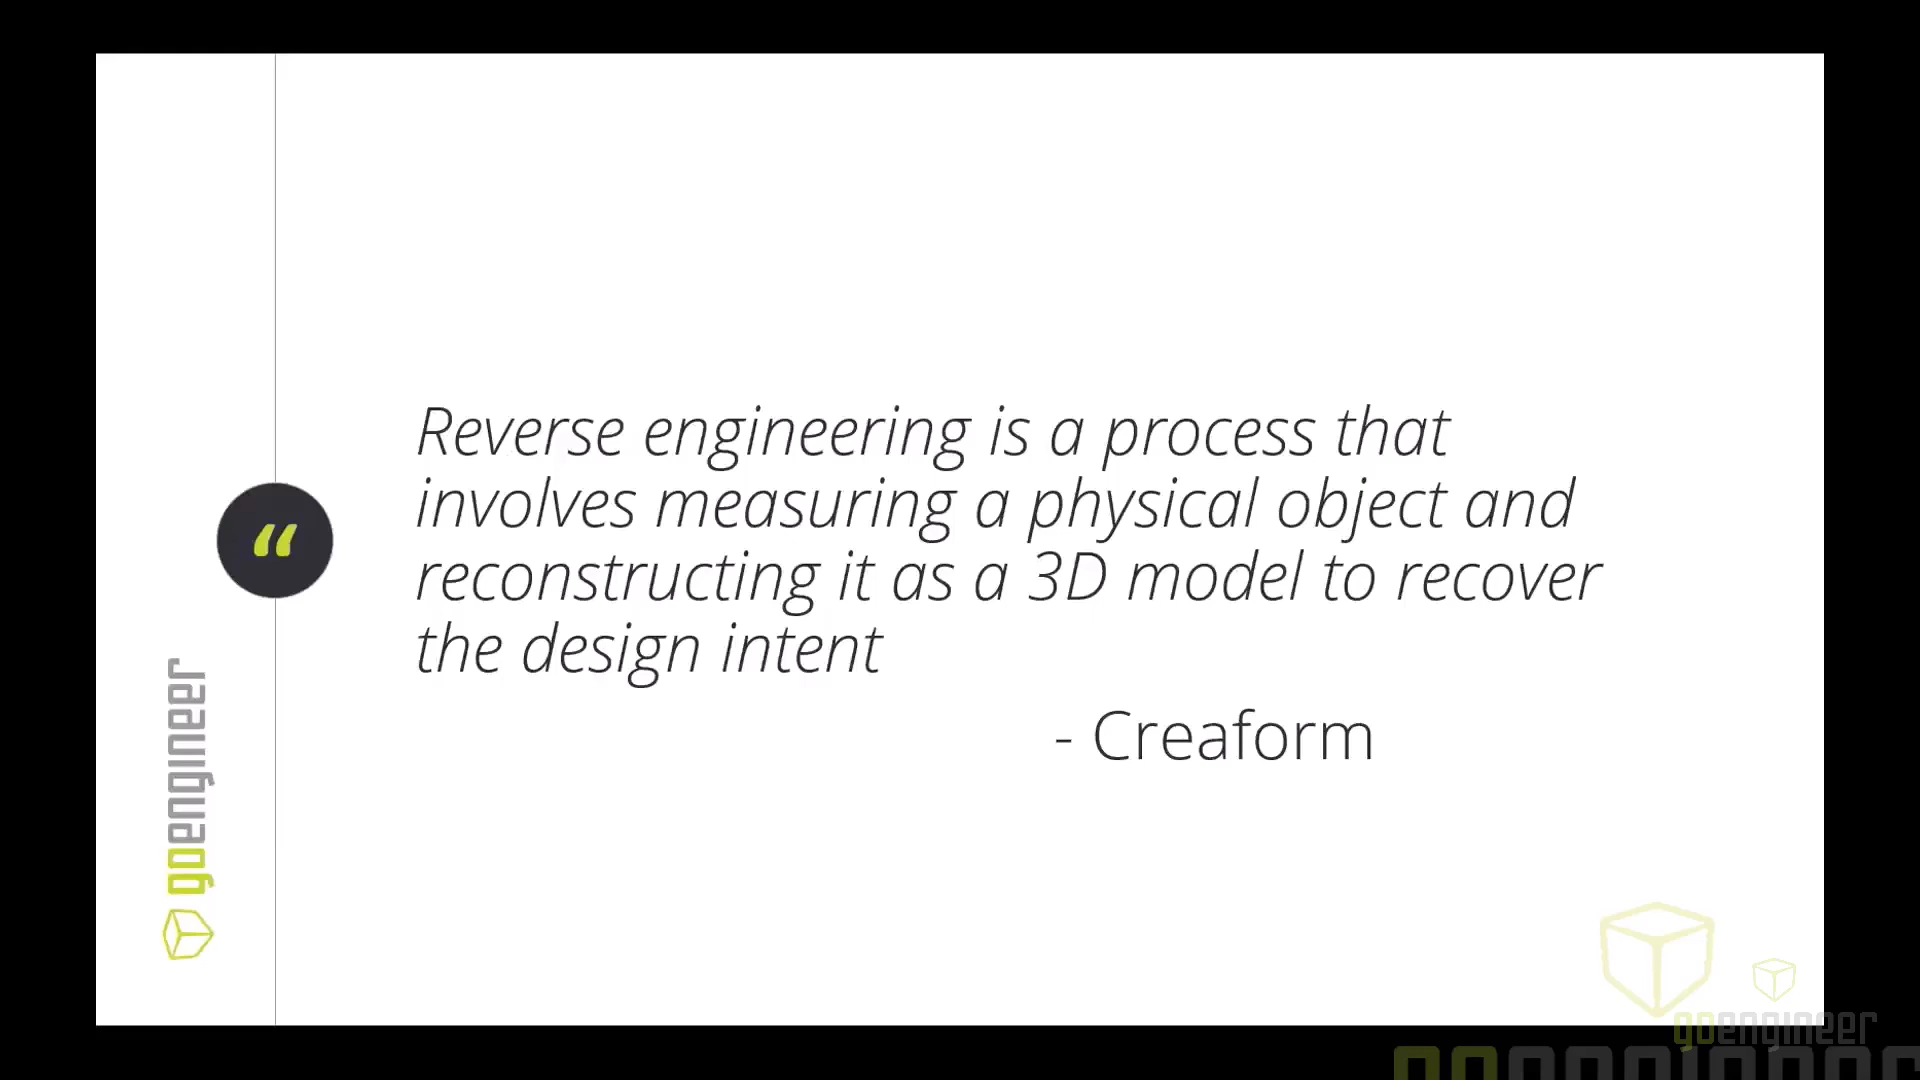 Reverse engineering is a process that
involves measuring a physical object and
reconstructing it as a 3D model to recover
the design intent
- Creaform
“
goengineer
goengineer
goengineer